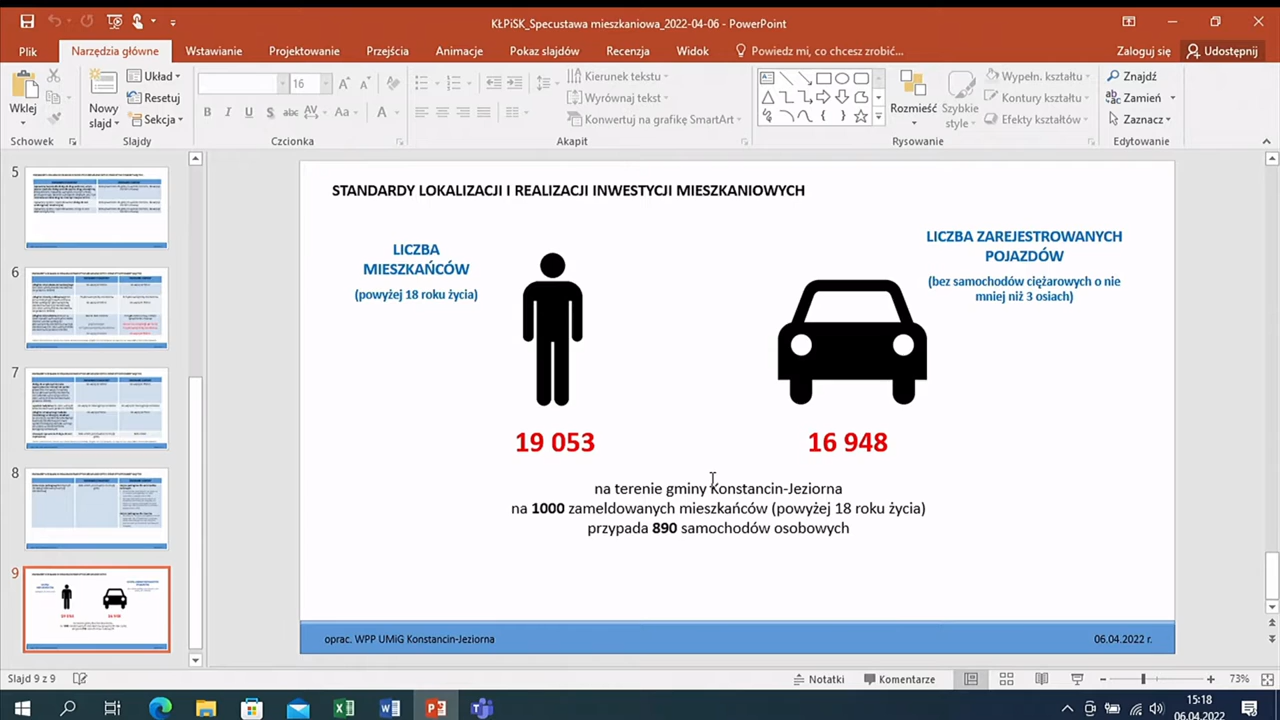 KŁPiSK_Specustawa mieszkaniowa_2022-04-06 - PowerPoint
Plik
Narzędzia główne
Wstawianie
Projektowanie
Przejścia
Animacje
Pokaz slajdów
Recenzja
Widok
Powiedz mi, co chcesz zrobić...
Zaloguj się
Udostępnij
Wklej
Nowy
slajd
Układ
Resetuj
Sekcja
16
Kierunek tekstu
Wyrównaj tekst
Konwertuj na grafikę SmartArt
Rozmieść
Szybkie
style
Wypełn. kształtu
Kontury kształtu
Efekty kształtów
Znajdź
Zamień
Zaznacz
Schowek
Slajdy
Czcionka
Akapit
Rysowanie
Edytowanie
5
6
7
8
9
STANDARDY LOKALIZACJI I REALIZACJI INWESTYCJI MIESZKANIOWYCH
LICZBA
MIESZKAŃCÓW
(powyżej 18 roku życia)
LICZBA ZAREJESTROWANYCH
POJAZDÓW
(bez samochodów ciężarowych o nie
mniej niż 3 osiach)
19 053
16 948
na terenie gminy Konstancin-Jeziorna
na 1000 zameldowanych mieszkańców (powyżej 18 roku życia)
przypada 890 samochodów osobowych
oprac. WPP UMiG Konstancin-Jeziorna
06.04.2022 r.
Slajd 9 z 9
Notatki
Komentarze
73%
15:18
06.04.2022